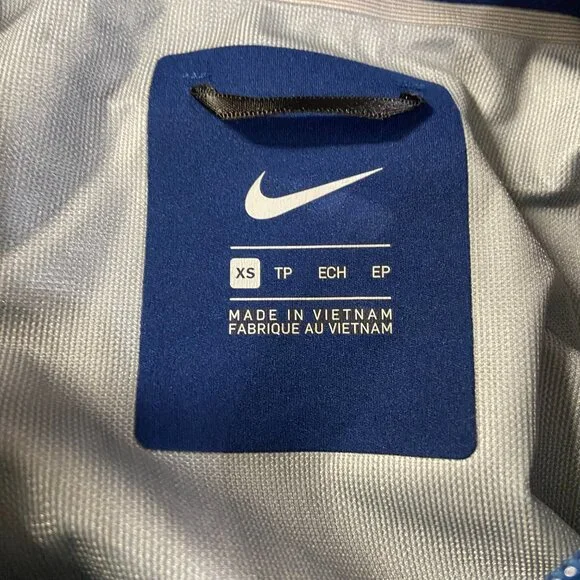 XS TP ECH EP
MADE IN VIETNAM
FABRIQUE AU VIETNAM